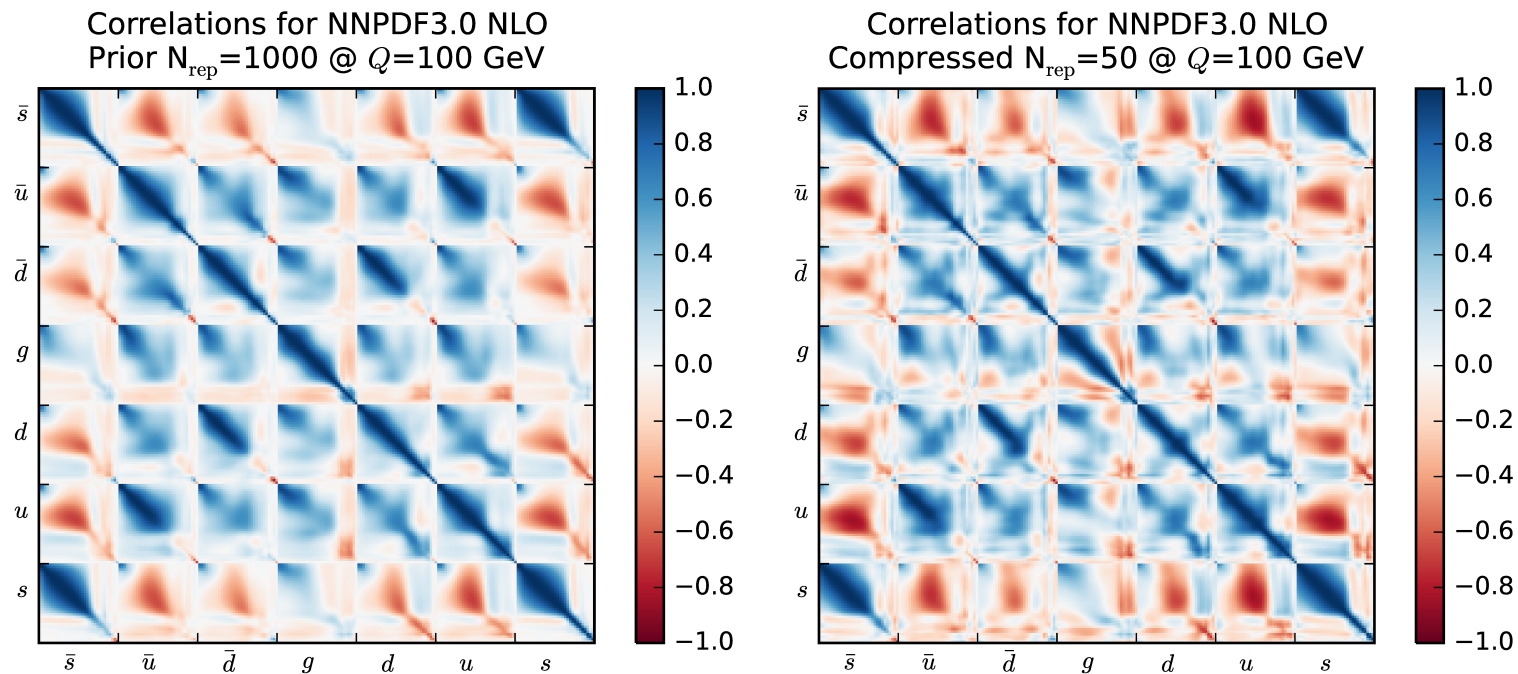 Correlations for NNPDF3.0 NLO
Prior N_rep=1000 @ Q=100 GeV
s̄
ū
d̄
g
d
u
s
s̄ ū d̄ g d u s
1.0
0.8
0.6
0.4
0.2
0.0
−0.2
−0.4
−0.6
−0.8
−1.0
Correlations for NNPDF3.0 NLO
Compressed N_rep=50 @ Q=100 GeV
s̄
ū
d̄
g
d
u
s
s̄ ū d̄ g d u s
1.0
0.8
0.6
0.4
0.2
0.0
−0.2
−0.4
−0.6
−0.8
−1.0